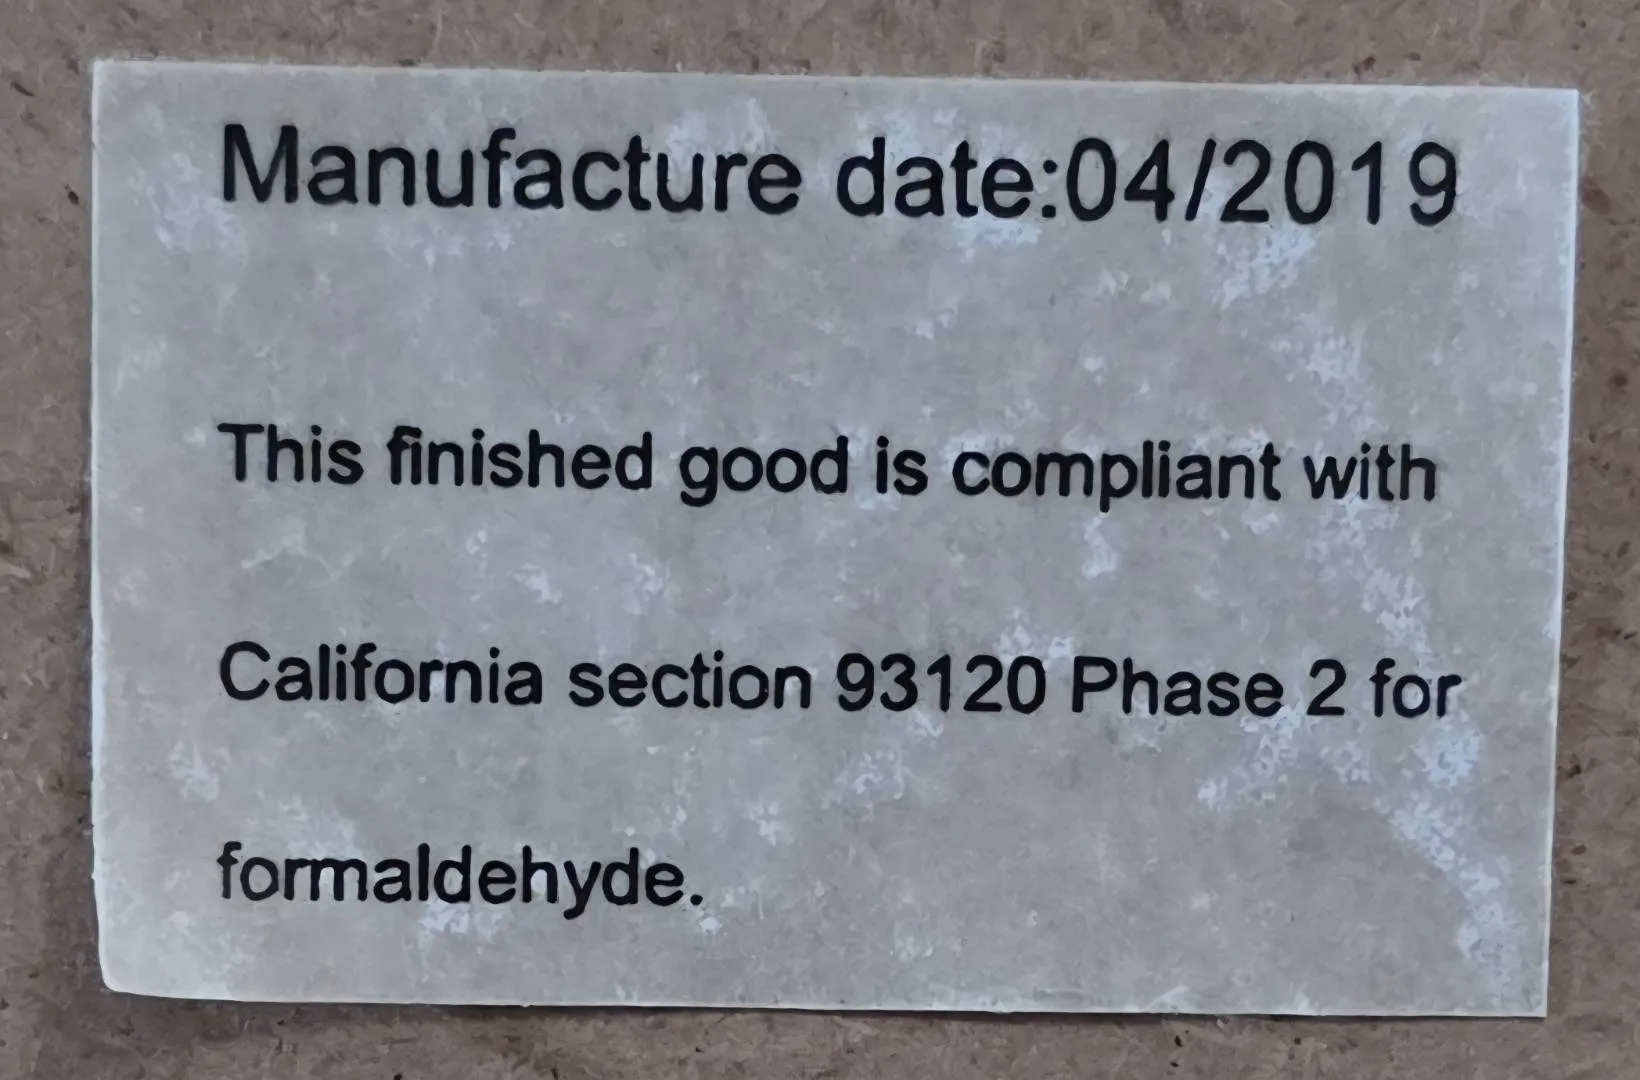 Manufacture date:04/2019
This finished good is compliant with
California section 93120 Phase 2 for
formaldehyde.